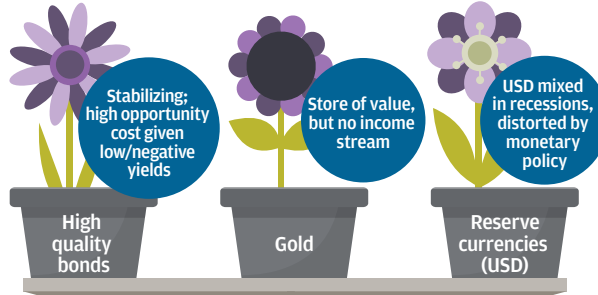 Stabilizing;
high opportunity
cost given
low/negative
yields
High
quality
bonds
Store of value,
but no income
stream
Gold
USD mixed
in recessions,
distorted by
monetary
policy
Reserve
currencies
(USD)